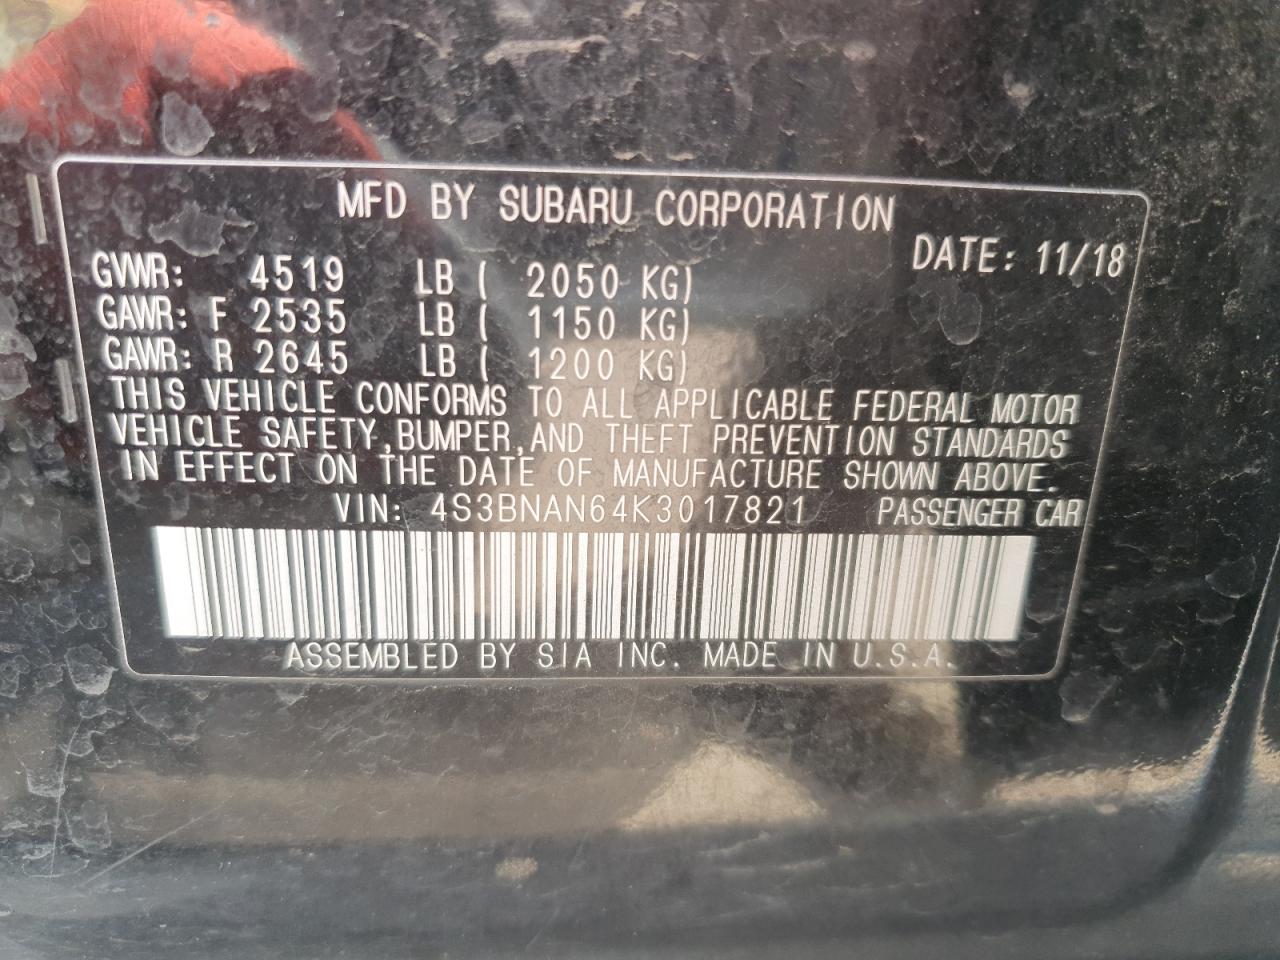 MFD BY SUBARU CORPORATION
DATE: 11/18
GVWR: 4519 LB ( 2050 KG)
GAWR: F 2535 LB ( 1150 KG)
GAWR: R 2645 LB ( 1200 KG)
THIS VEHICLE CONFORMS TO ALL APPLICABLE FEDERAL MOTOR
VEHICLE SAFETY,BUMPER,AND THEFT PREVENTION STANDARDS
IN EFFECT ON THE DATE OF MANUFACTURE SHOWN ABOVE.
VIN: 4S3BNAN64K3017821 PASSENGER CAR
ASSEMBLED BY SIA INC. MADE IN U.S.A.